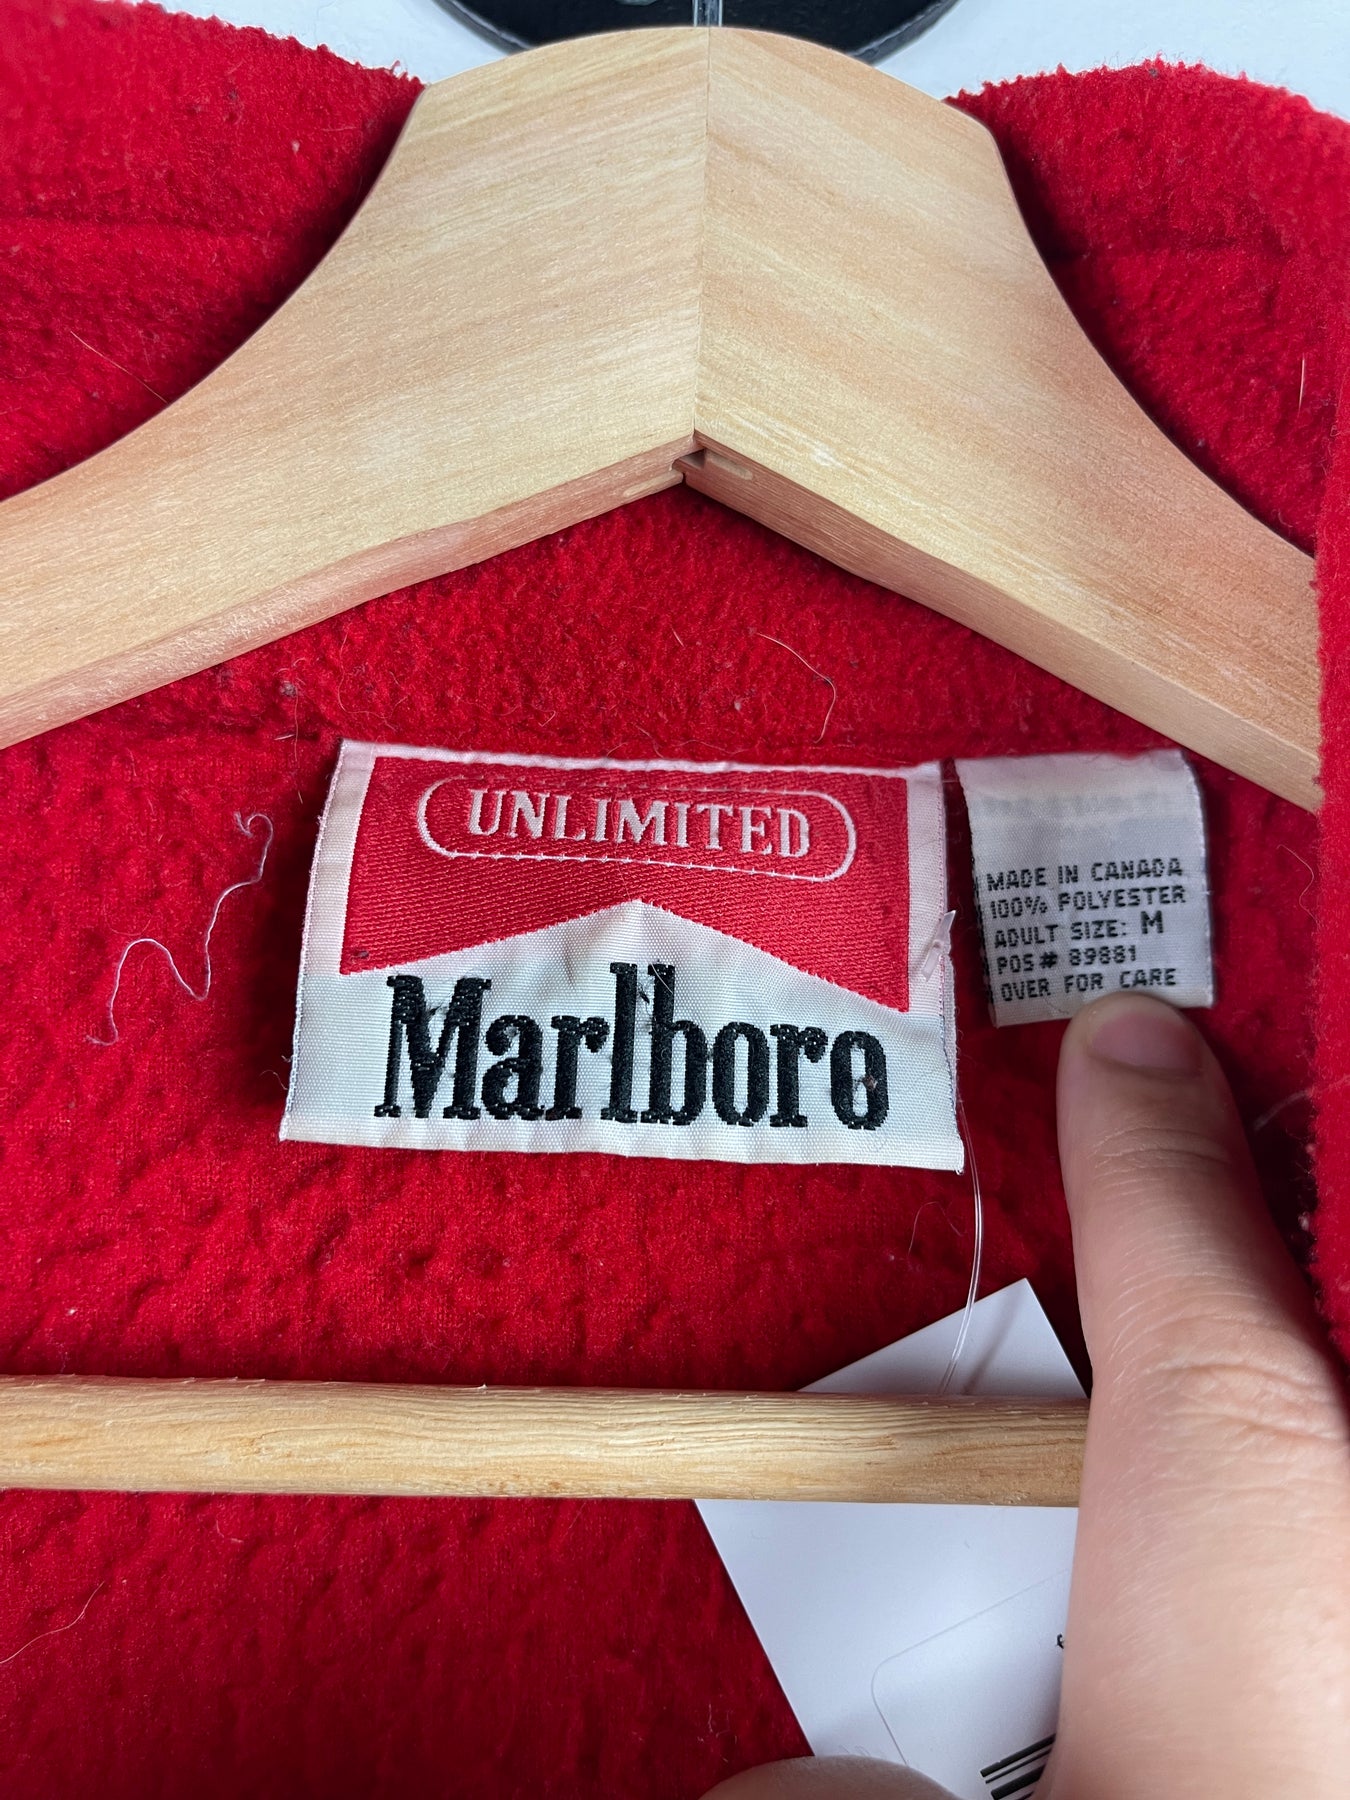 UNLIMITED
Marlboro
MADE IN CANADA
100% POLYESTER
ADULT SIZE: M
POS# 89881
OVER FOR CARE